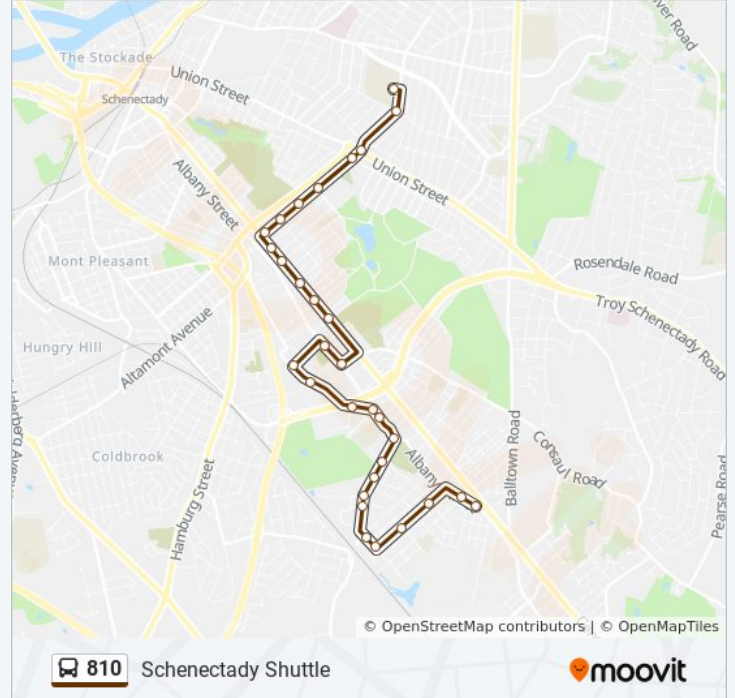 ver Road
The Stockade
Schenectady
Union Street
Albany Street
Union Street
Mont Pleasant
Rosendale Road
Troy Schenectady Road
Altamont Avenue
Hungry Hill
Coldbrook
Hamburg Street
Albany
Balltown Road
Consaul Road
Pearse Road
© OpenStreetMap contributors | © OpenMapTiles
810 Schenectady Shuttle
moovit